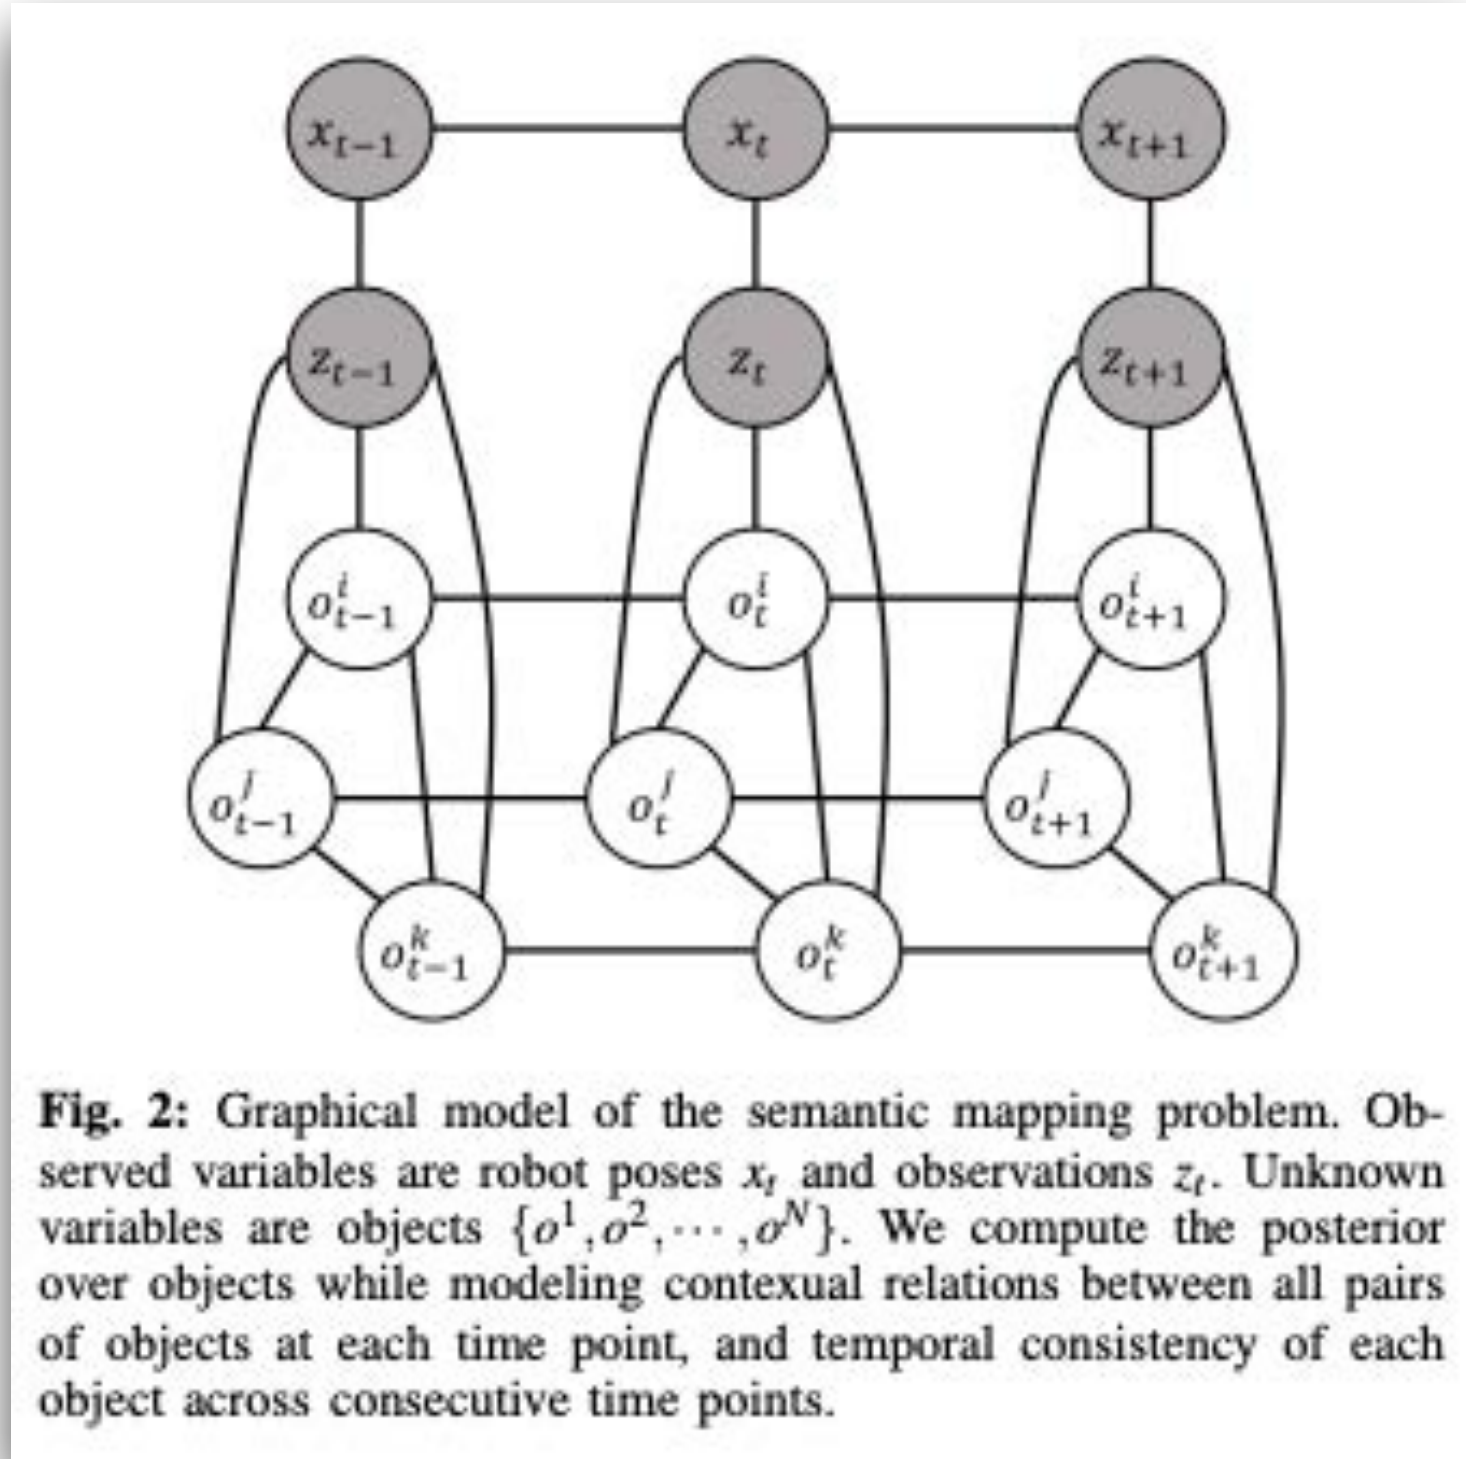 x_{t-1} x_t x_{t+1}
z_{t-1} z_t z_{t+1}
o^i_{t-1} o^i_t o^i_{t+1}
o^j_{t-1} o^j_t o^j_{t+1}
o^k_{t-1} o^k_t o^k_{t+1}
Fig. 2: Graphical model of the semantic mapping problem. Ob-
served variables are robot poses x_t and observations z_t. Unknown
variables are objects {o^1,o^2,⋯,o^N}. We compute the posterior
over objects while modeling contexual relations between all pairs
of objects at each time point, and temporal consistency of each
object across consecutive time points.